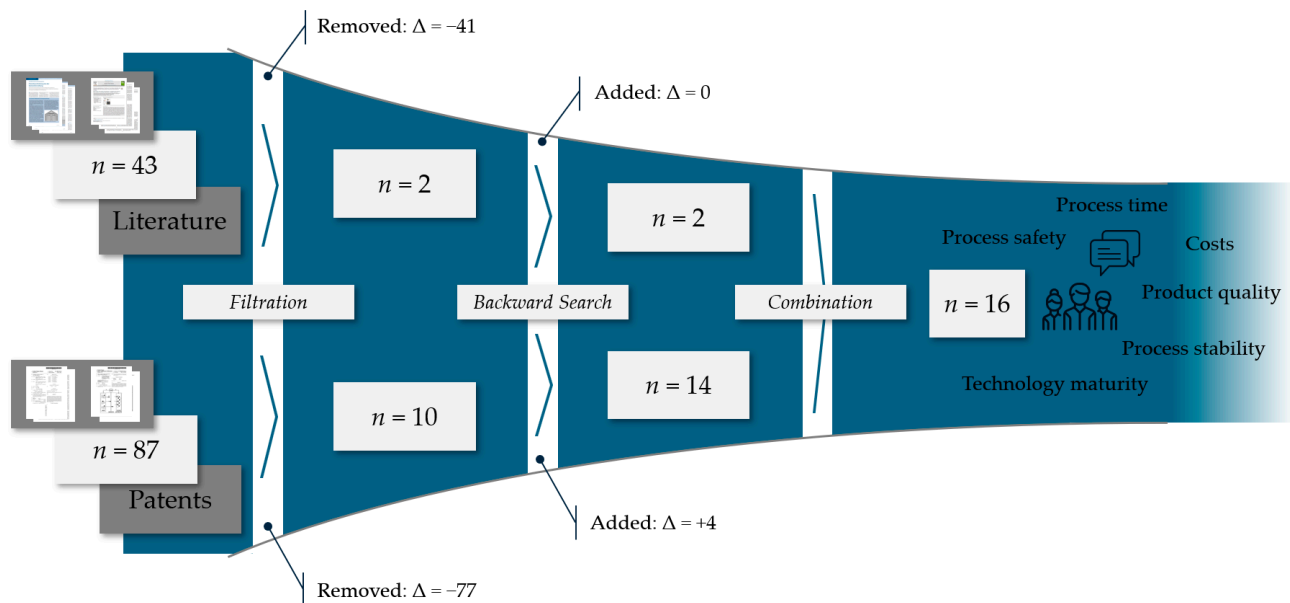 Removed: Δ = −41
Added: Δ = 0
n = 43
Literature
n = 2
n = 2
Filtration
Backward Search
Combination
n = 16
Process time
Process safety
Costs
Product quality
Process stability
Technology maturity
n = 87
Patents
n = 10
n = 14
Added: Δ = +4
Removed: Δ = −77